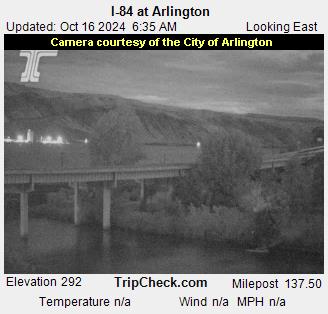 I-84 at Arlington
Updated: Oct 16 2024 6:35 AM Looking East
Camera courtesy of the City of Arlington
Elevation 292 TripCheck.com Milepost 137.50
Temperature n/a Wind n/a MPH n/a